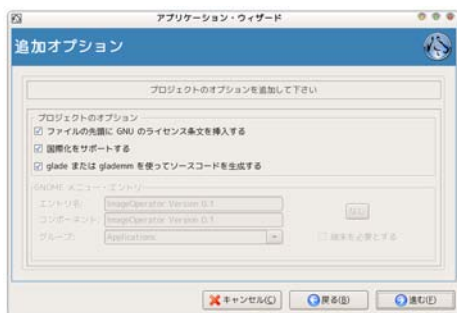 アプリケーション・ウィザード
追加オプション
プロジェクトのオプションを追加して下さい
プロジェクトのオプション
ファイルの先頭に GNU のライセンス条文を挿入する
国際化をサポートする
glade または glademm を使ってソースコードを生成する
GNOME メニュー・エントリ
エントリ名: ImageOperator Version 0.1
コンポーネント: ImageOperator Version 0.1
グループ: Applications
端末を必要とする
キャンセル(C) 戻る(B) 進む(F)